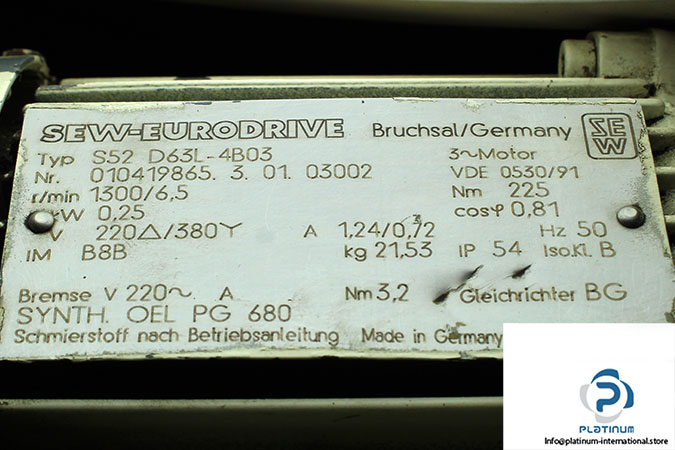 SEW-EURODRIVE Bruchsal/Germany SEW
Typ S52 D63L-4B03 3~Motor
Nr. 010419865. 3. 01. 03002 VDE 0530/91
r/min 1300/6,5 Nm 225
kW 0,25 cosφ 0,81
V 220△/380Y A 1,24/0,72 Hz 50
IM B8B kg 21,53 IP 54 Iso.Kl. B
Bremse V 220~ A Nm 3,2 Gleichrichter BG
SYNTH. OEL PG 680
Schmierstoff nach Betriebsanleitung Made in Germany
PLATINUM
Info@platinum-international.store